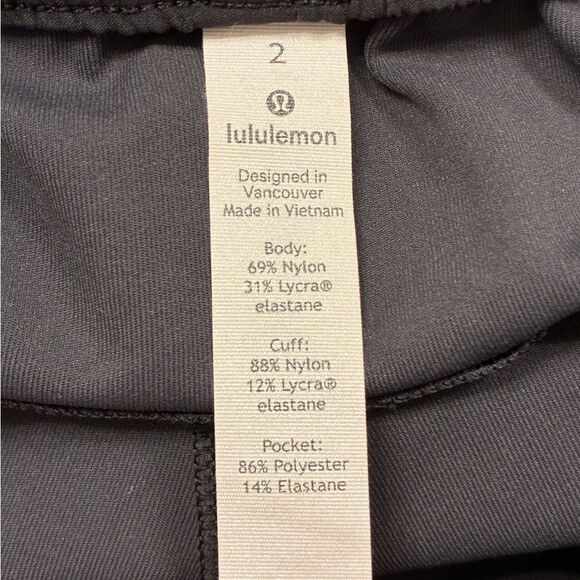 2
lululemon
Designed in
Vancouver
Made in Vietnam
Body:
69% Nylon
31% Lycra®
elastane
Cuff:
88% Nylon
12% Lycra®
elastane
Pocket:
86% Polyester
14% Elastane